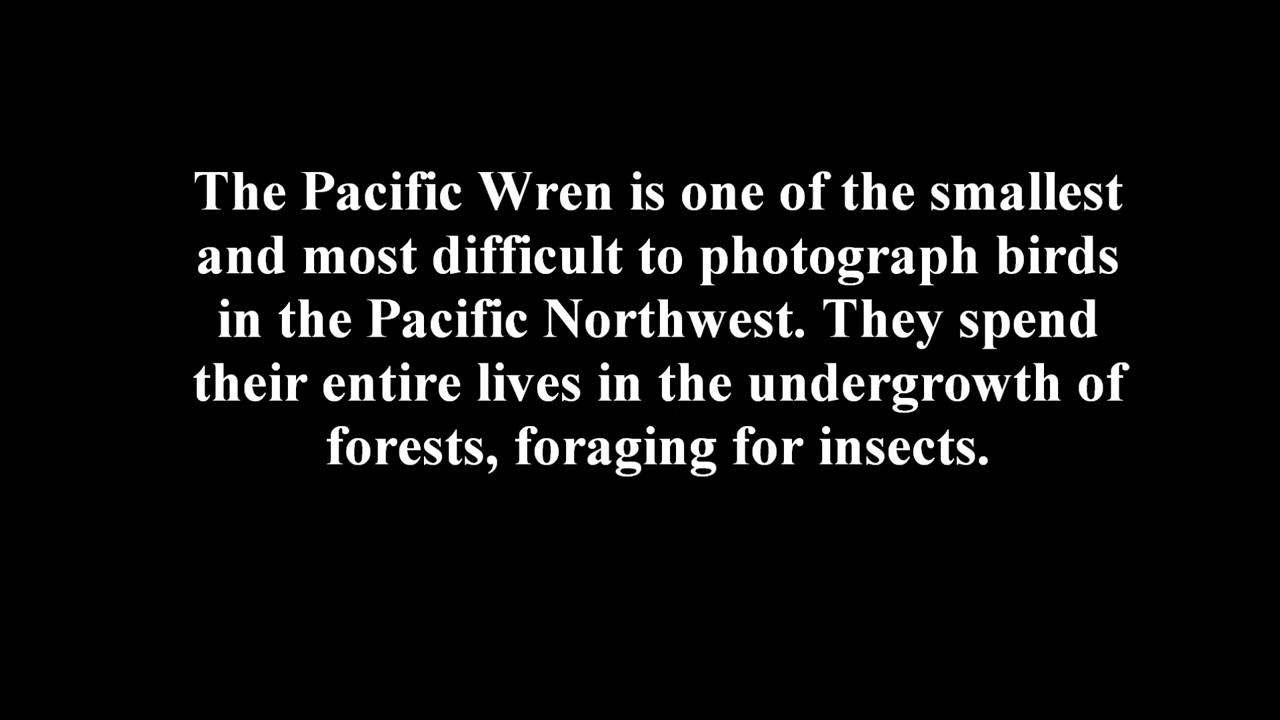 The Pacific Wren is one of the smallest
and most difficult to photograph birds
in the Pacific Northwest. They spend
their entire lives in the undergrowth of
forests, foraging for insects.